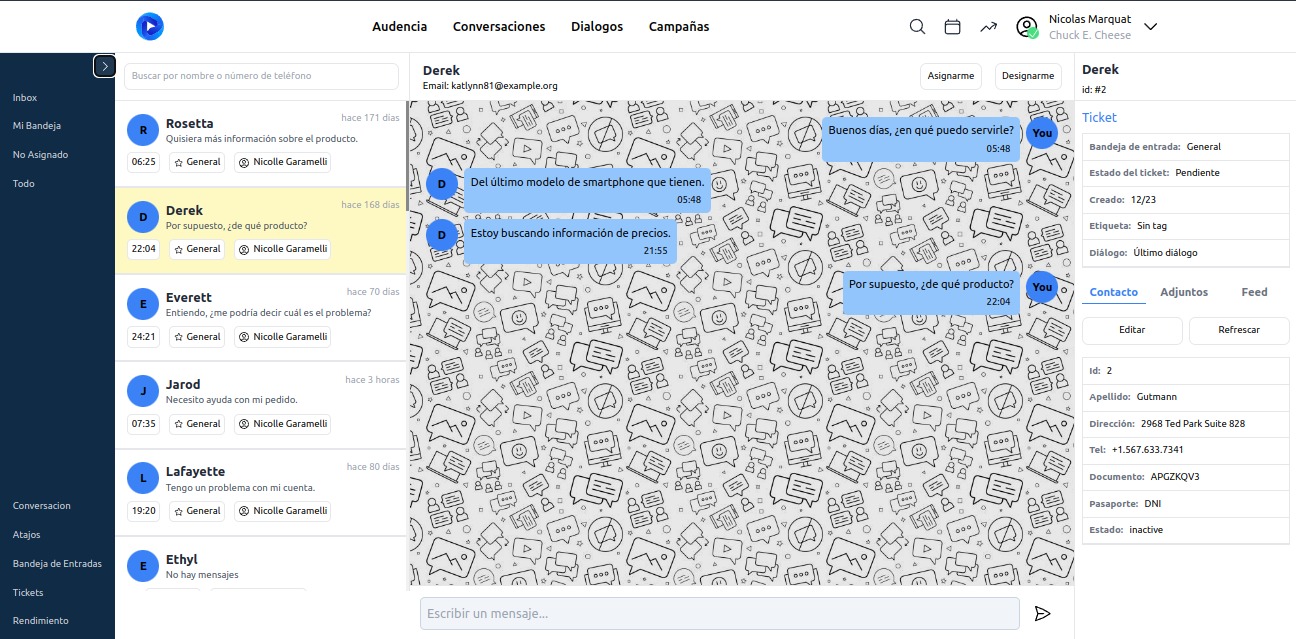 Audencia
Conversaciones
Dialogos
Campañas
Nicolas Marquat
Chuck E. Cheese
Inbox
Mi Bandeja
No Asignado
Todo
Conversacion
Atajos
Bandeja de Entradas
Tickets
Rendimiento
Buscar por nombre o número de teléfono
R
Rosetta
hace 171 días
Quisiera más información sobre el producto.
06:25
General
Nicolle Garamelli
D
Derek
hace 168 días
Por supuesto, ¿de qué producto?
22:04
General
Nicolle Garamelli
E
Everett
hace 70 días
Entiendo, ¿me podría decir cuál es el problema?
24:21
General
Nicolle Garamelli
J
Jarod
hace 3 horas
Necesito ayuda con mi pedido.
07:35
General
Nicolle Garamelli
L
Lafayette
hace 80 días
Tengo un problema con mi cuenta.
19:20
General
Nicolle Garamelli
E
Ethyl
No hay mensajes
Derek
Email: katlynn81@example.org
Asignarme
Designarme
Buenos días, ¿en qué puedo servirle?
05:48
You
D
Del último modelo de smartphone que tienen.
05:48
D
Estoy buscando información de precios.
21:55
Por supuesto, ¿de qué producto?
22:04
You
Escribir un mensaje...
Derek
id: #2
Ticket
Bandeja de entrada: General
Estado del ticket: Pendiente
Creado: 12/23
Etiqueta: Sin tag
Diálogo: Último diálogo
Contacto
Adjuntos
Feed
Editar
Refrescar
Id: 2
Apellido: Gutmann
Dirección: 2968 Ted Park Suite 828
Tel: +1.567.633.7341
Documento: APGZKQV3
Pasaporte: DNI
Estado: inactive